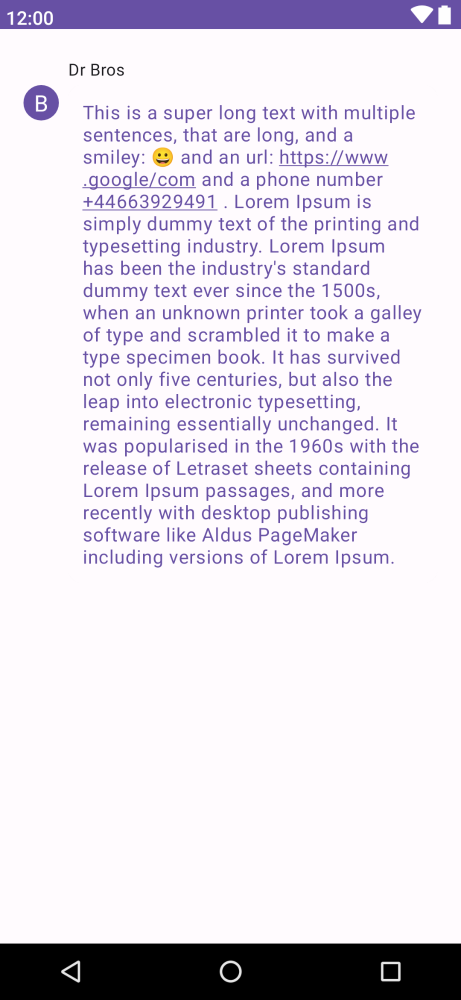 12:00
Dr Bros
B
This is a super long text with multiple
sentences, that are long, and a
smiley: 😀 and an url: https://www
.google/com and a phone number
+44663929491 . Lorem Ipsum is
simply dummy text of the printing and
typesetting industry. Lorem Ipsum
has been the industry's standard
dummy text ever since the 1500s,
when an unknown printer took a galley
of type and scrambled it to make a
type specimen book. It has survived
not only five centuries, but also the
leap into electronic typesetting,
remaining essentially unchanged. It
was popularised in the 1960s with the
release of Letraset sheets containing
Lorem Ipsum passages, and more
recently with desktop publishing
software like Aldus PageMaker
including versions of Lorem Ipsum.